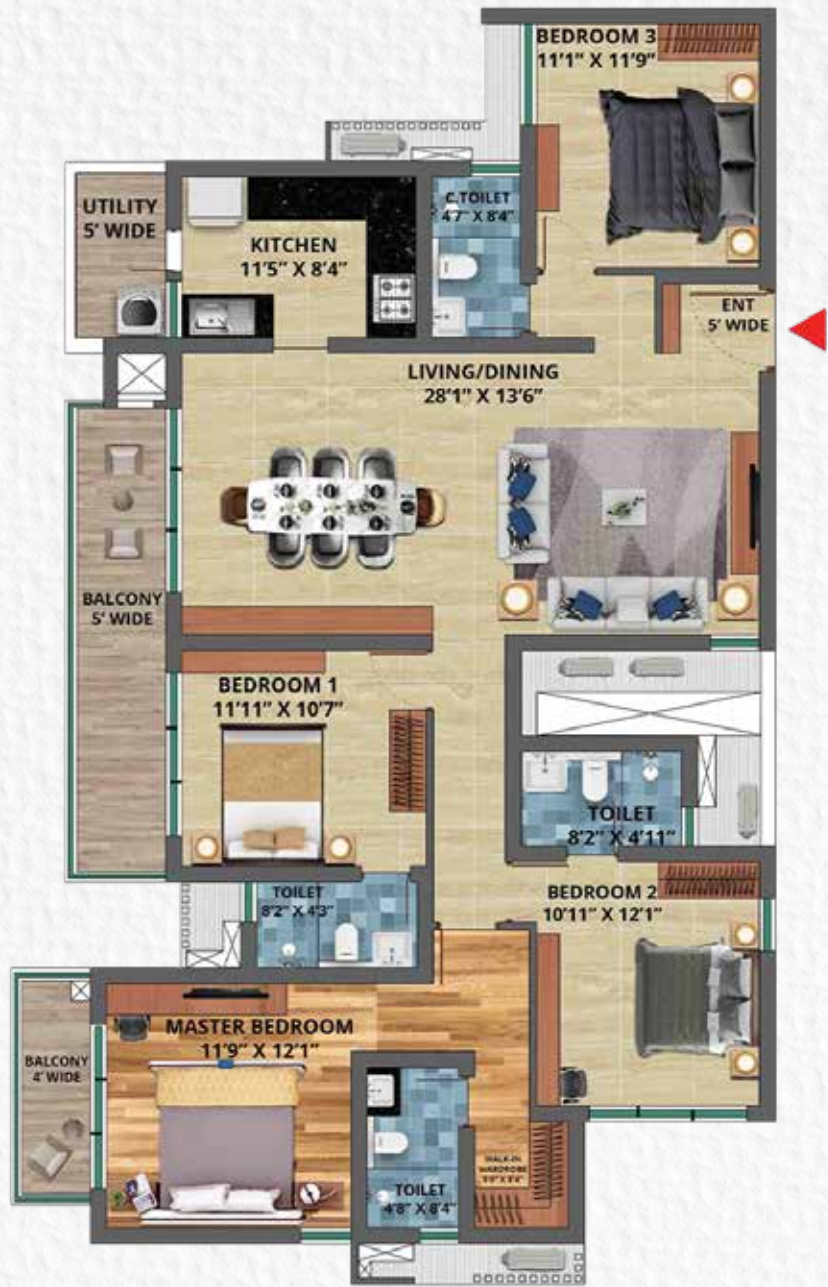 BEDROOM 3
11'1" X 11'9"
UTILITY
5' WIDE
C.TOILET
4'7" X 8'4"
KITCHEN
11'5" X 8'4"
ENT
5' WIDE
LIVING/DINING
28'1" X 13'6"
BALCONY
5' WIDE
BEDROOM 1
11'11" X 10'7"
TOILET
8'2" X 4'11"
TOILET
8'2" X 4'3"
BEDROOM 2
10'11" X 12'1"
MASTER BEDROOM
11'9" X 12'1"
BALCONY
4' WIDE
WALK-IN
WARDROBE
TOILET
4'8" X 8'4"